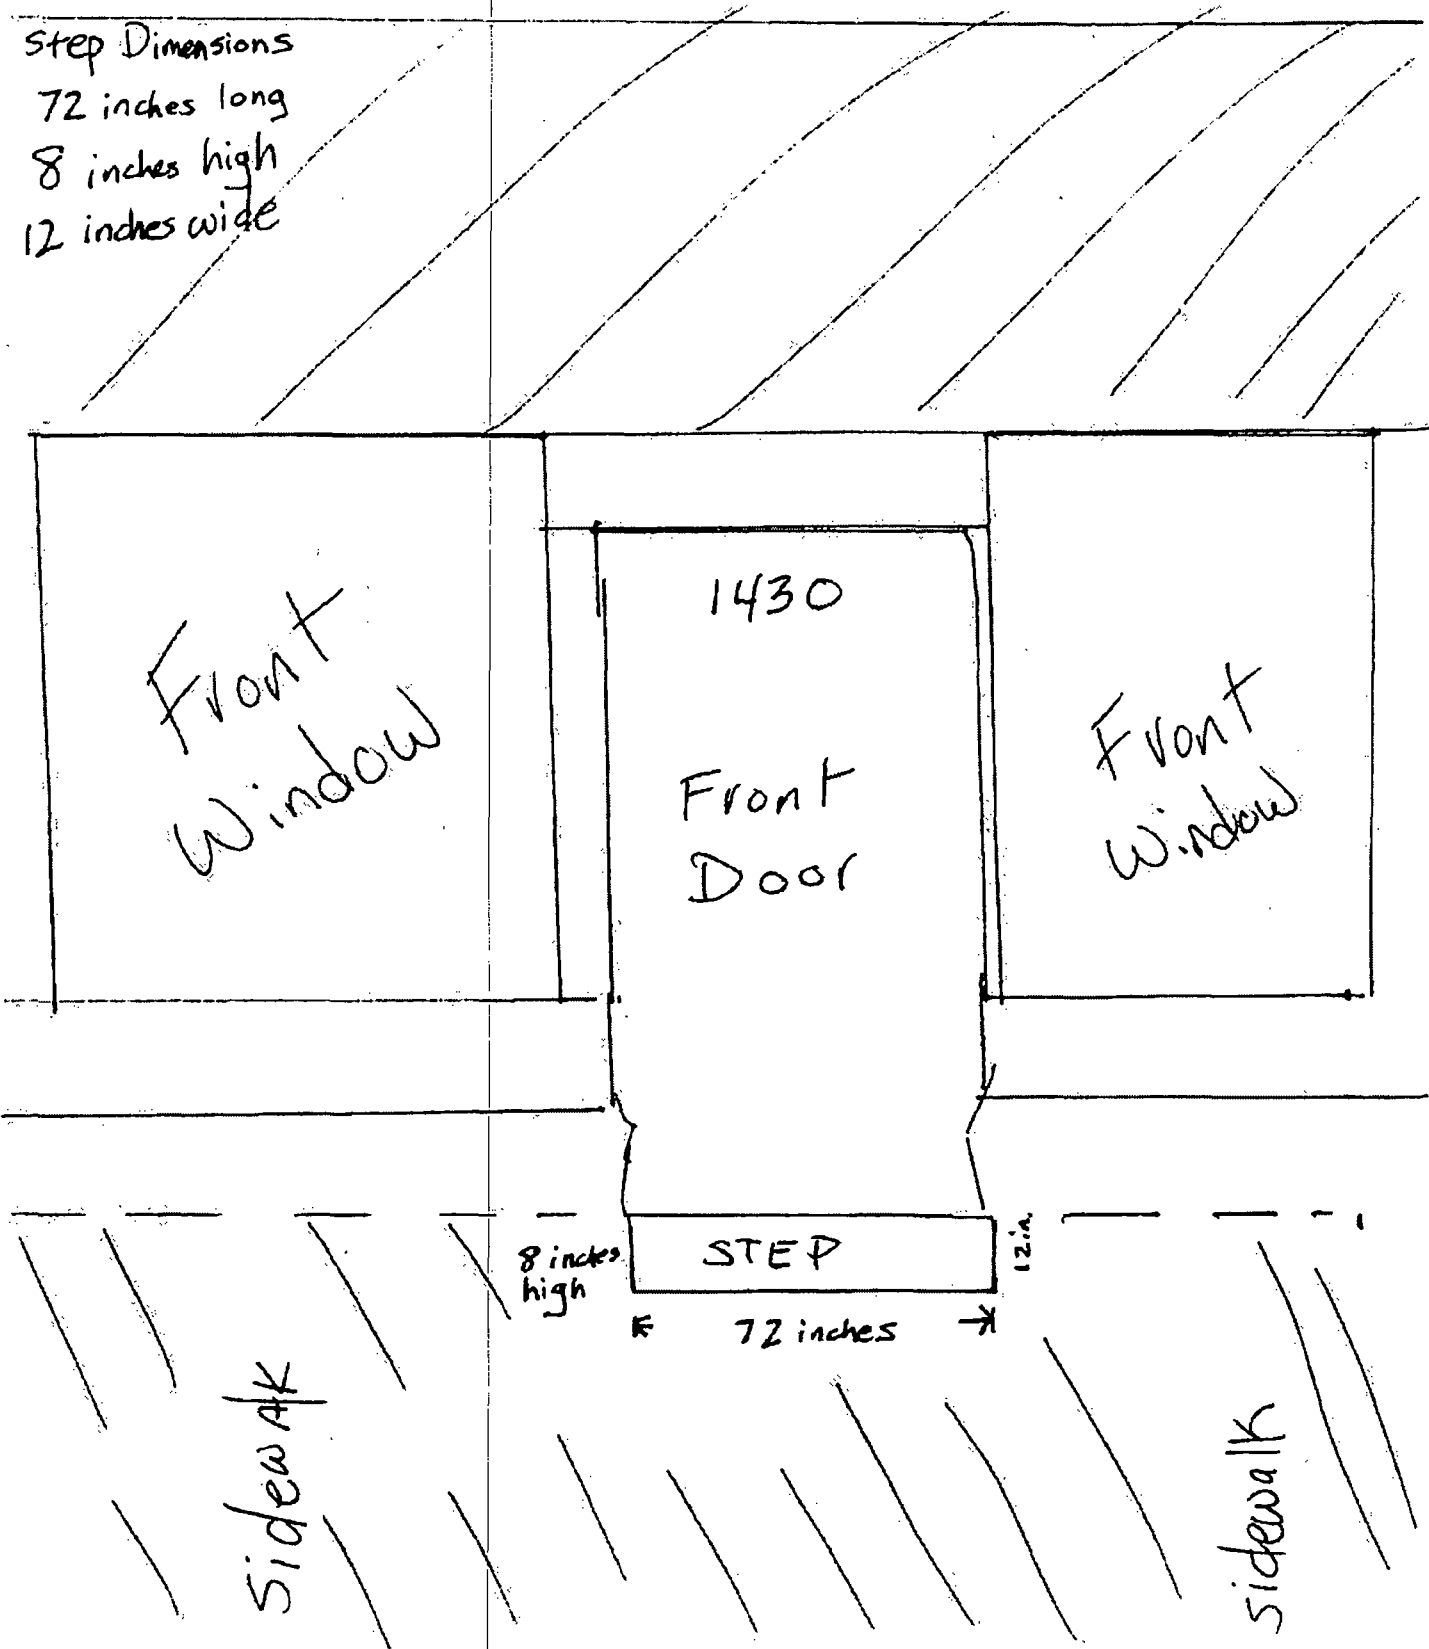 Step Dimensions
72 inches long
8 inches high
12 inches wide
1430
Front
Window
Front
Door
Front
Window
8 inches
high
STEP
12 in.
72 inches
Sidewalk
Sidewalk